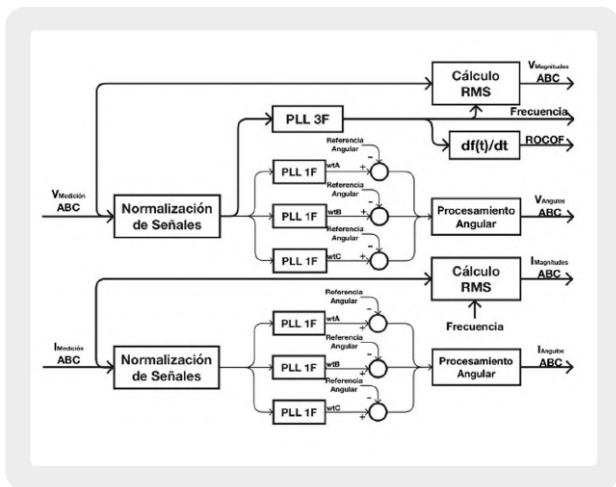 VMagnitudes
ABC
Cálculo
RMS
Frecuencia
PLL 3F
df(t)/dt
ROCOF
Referencia
Angular
-
PLL 1F
wtA
+
Referencia
Angular
-
VMedición
ABC
Normalización
de Señales
PLL 1F
wtB
+
Procesamiento
Angular
VAngulos
ABC
Referencia
Angular
-
PLL 1F
wtC
+
Cálculo
RMS
IMagnitudes
ABC
Frecuencia
Referencia
Angular
-
PLL 1F
wtA
+
Referencia
Angular
-
IMedición
ABC
Normalización
de Señales
PLL 1F
wtB
+
Procesamiento
Angular
IAngulos
ABC
Referencia
Angular
-
PLL 1F
wtC
+